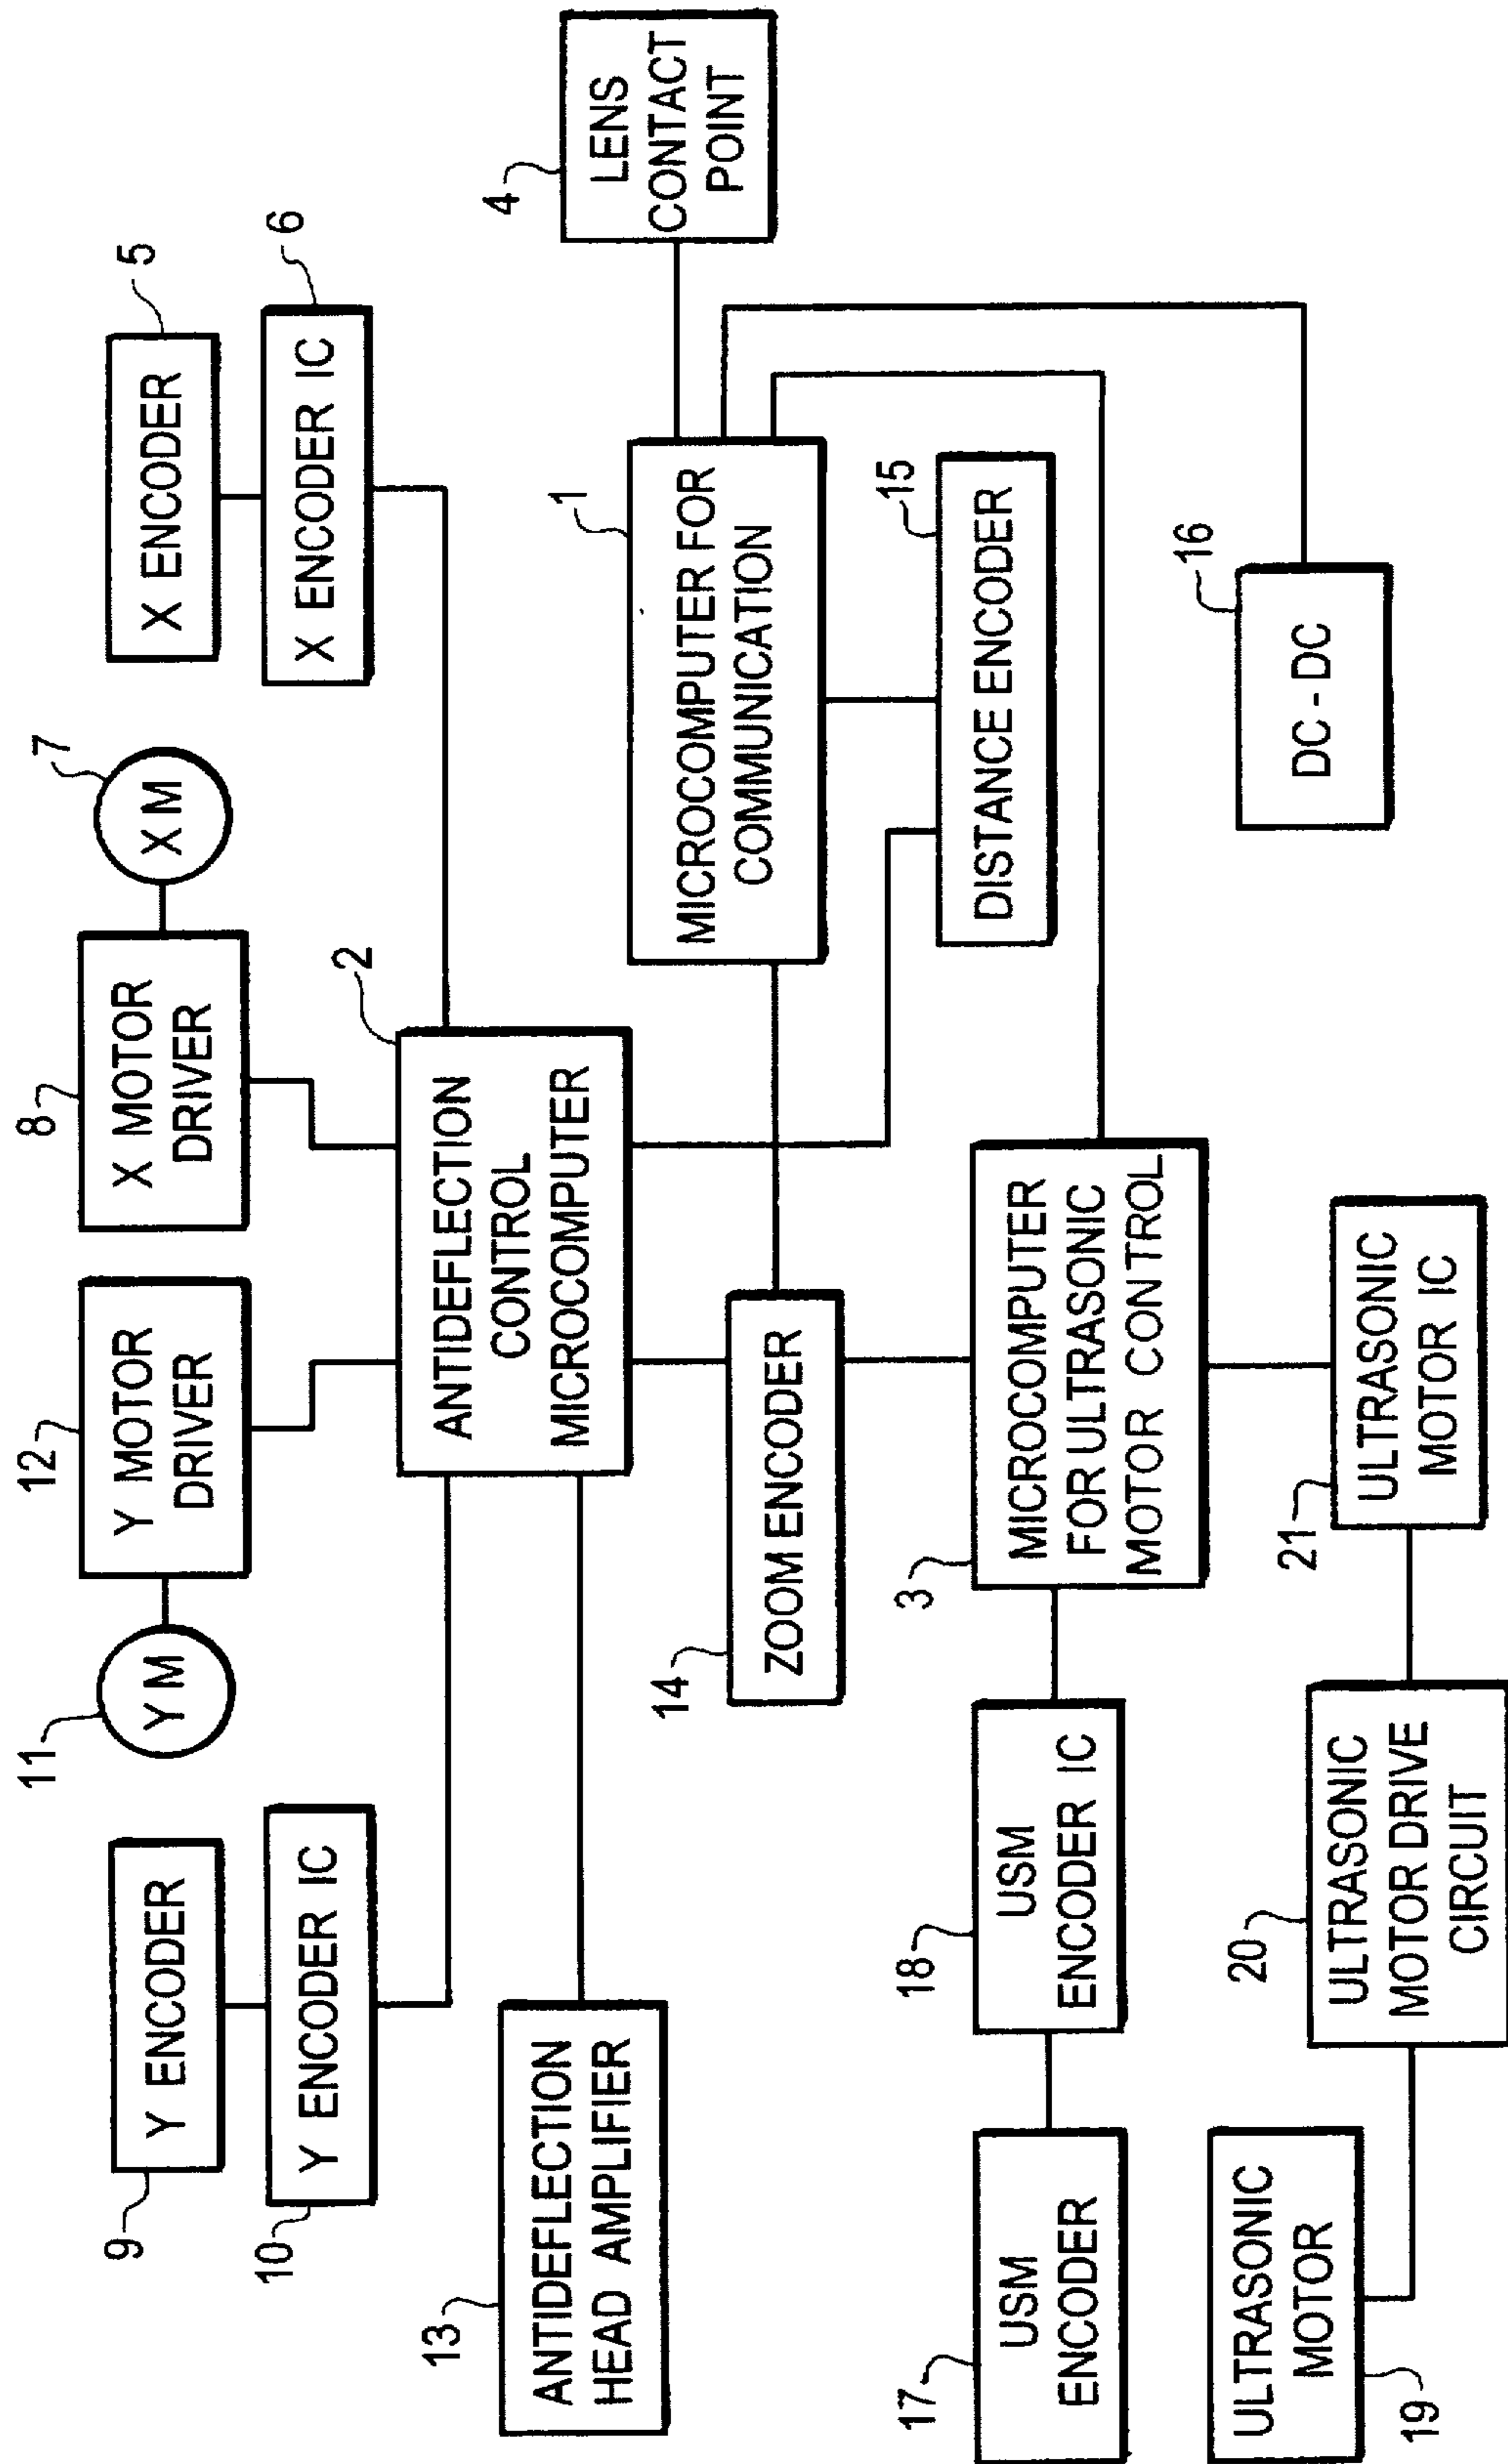 9
Y ENCODER
10
Y ENCODER IC
11
Y M
12
Y MOTOR
DRIVER
8
X MOTOR
DRIVER
7
X M
5
X ENCODER
6
X ENCODER IC
13
ANTIDEFLECTION
HEAD AMPLIFIER
2
ANTIDEFLECTION
CONTROL
MICROCOMPUTER
4
LENS
CONTACT
POINT
1
MICROCOMPUTER FOR
COMMUNICATION
14
ZOOM ENCODER
15
DISTANCE ENCODER
17
USM
ENCODER
18
USM
ENCODER IC
3
MICROCOMPUTER
FOR ULTRASONIC
MOTOR CONTROL
16
DC - DC
19
ULTRASONIC
MOTOR
20
ULTRASONIC
MOTOR DRIVE
CIRCUIT
21
ULTRASONIC
MOTOR IC